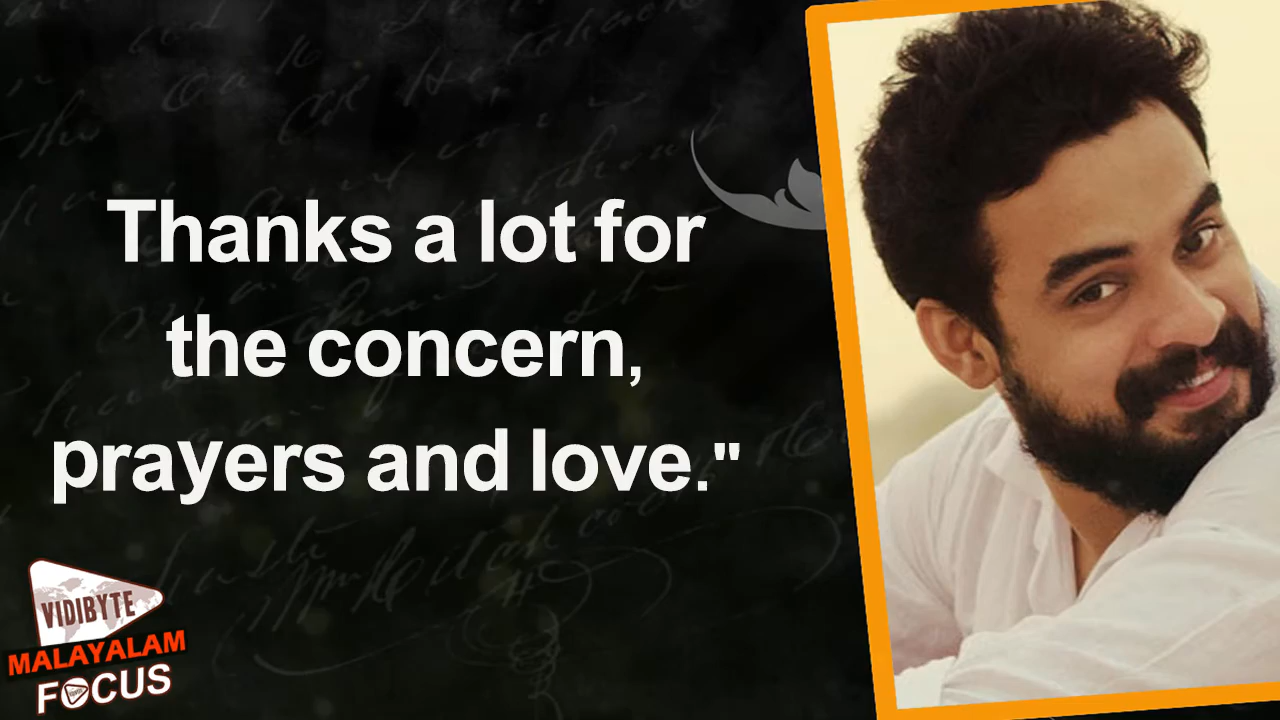 Thanks a lot for
the concern,
prayers and love."
VIDIBYTE
MALAYALAM
FOCUS